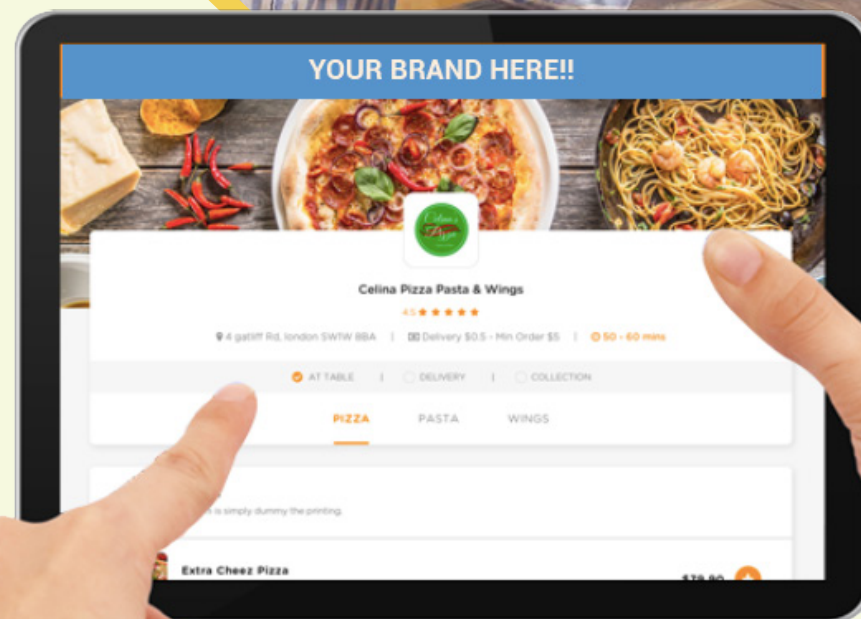 YOUR BRAND HERE!!
Celina Pizza Pasta & Wings
4.5
4 gatliff Rd, london SW1W 8BA | Delivery $0.5 - Min Order $5 | 50 - 60 mins
AT TABLE | DELIVERY | COLLECTION
PIZZA PASTA WINGS
is simply dummy the printing.
Extra Cheez Pizza